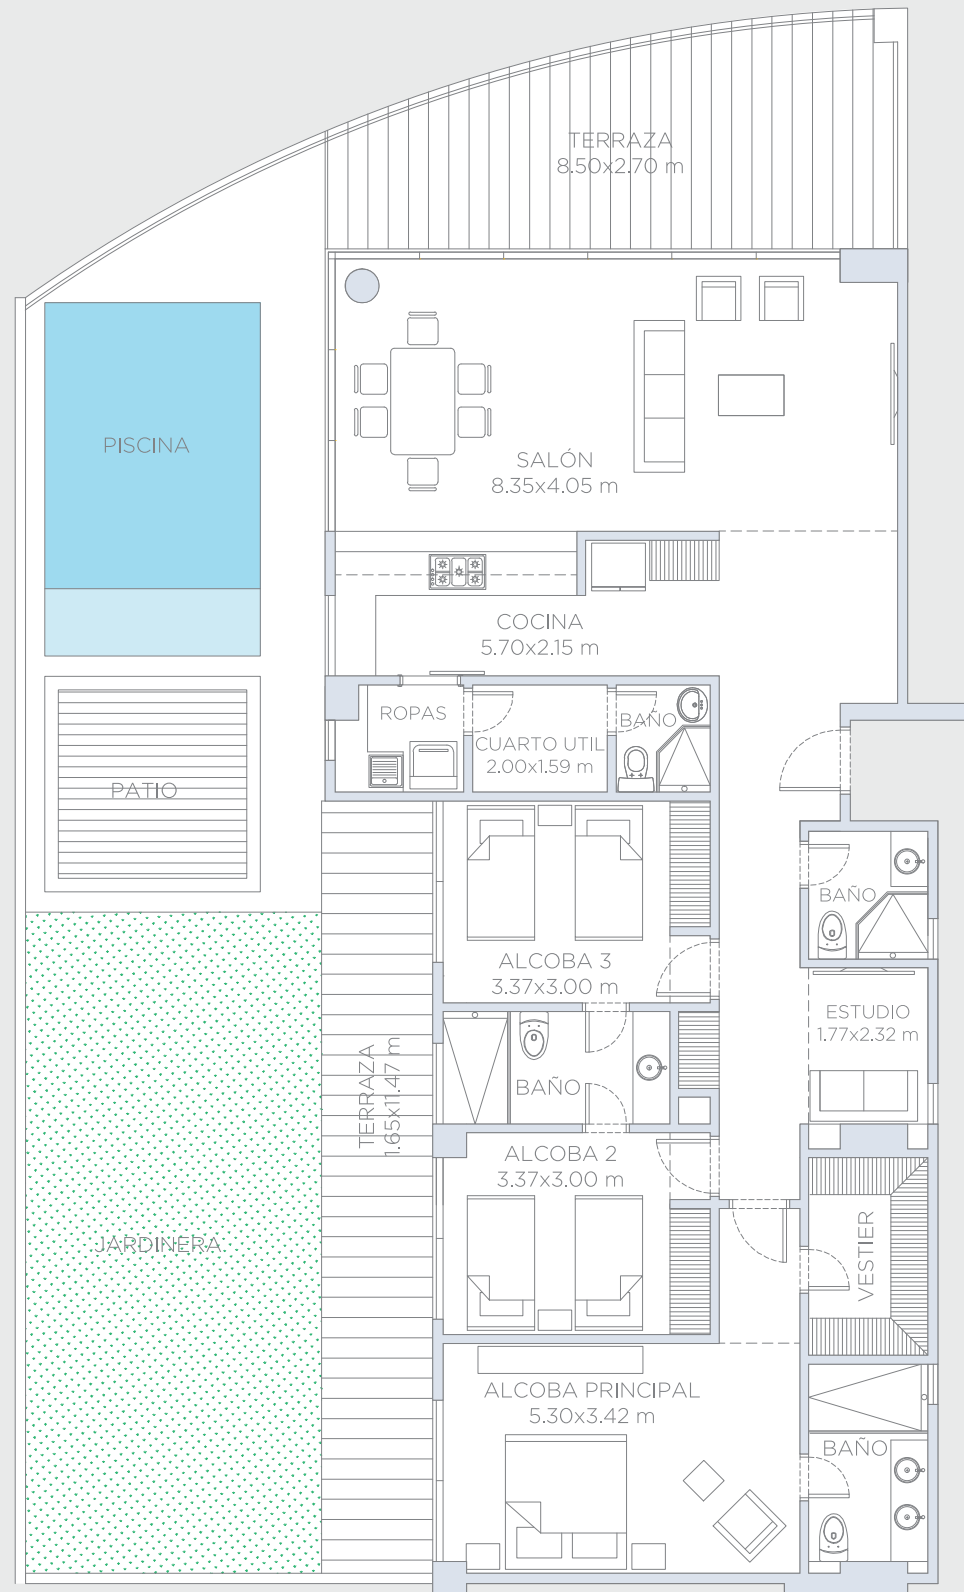 TERRAZA
8.50x2.70 m
PISCINA
SALÓN
8.35x4.05 m
COCINA
5.70x2.15 m
ROPAS
BAÑO
CUARTO UTIL
2.00x1.59 m
PATIO
BAÑO
ALCOBA 3
3.37x3.00 m
ESTUDIO
1.77x2.32 m
TERRAZA
1.65x11.47 m
BAÑO
ALCOBA 2
3.37x3.00 m
JARDINERA
VESTIER
ALCOBA PRINCIPAL
5.30x3.42 m
BAÑO